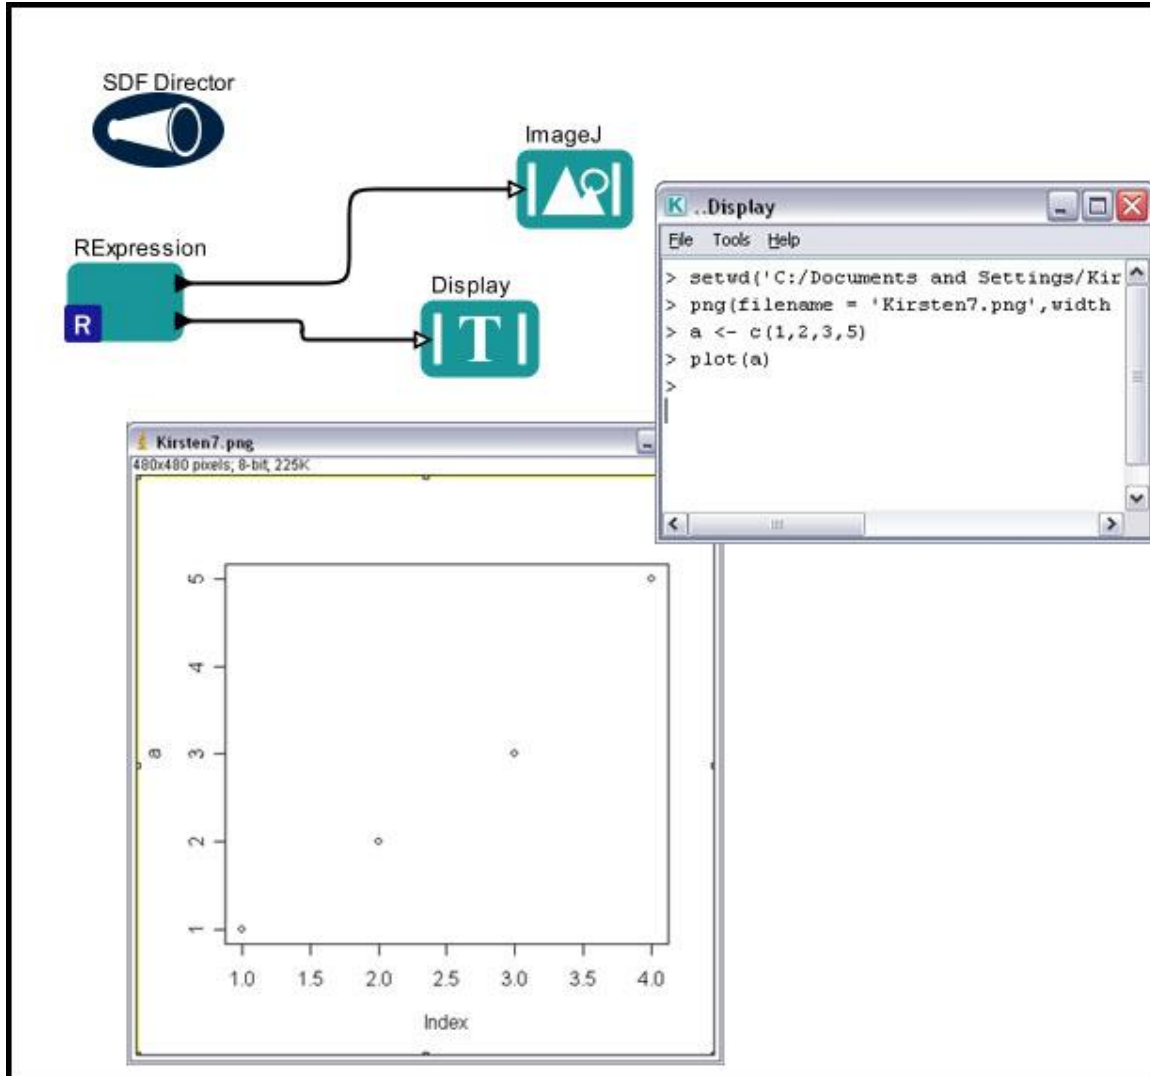 SDF Director
ImageJ
RExpression
R
Display
T
K ..Display
File Tools Help
> setwd('C:/Documents and Settings/Kir
> png(filename = 'Kirsten7.png',width
> a <- c(1,2,3,5)
> plot(a)
>
Kirsten7.png
480x480 pixels; 8-bit, 225K
5
4
3
2
1
a
1.0 1.5 2.0 2.5 3.0 3.5 4.0
Index